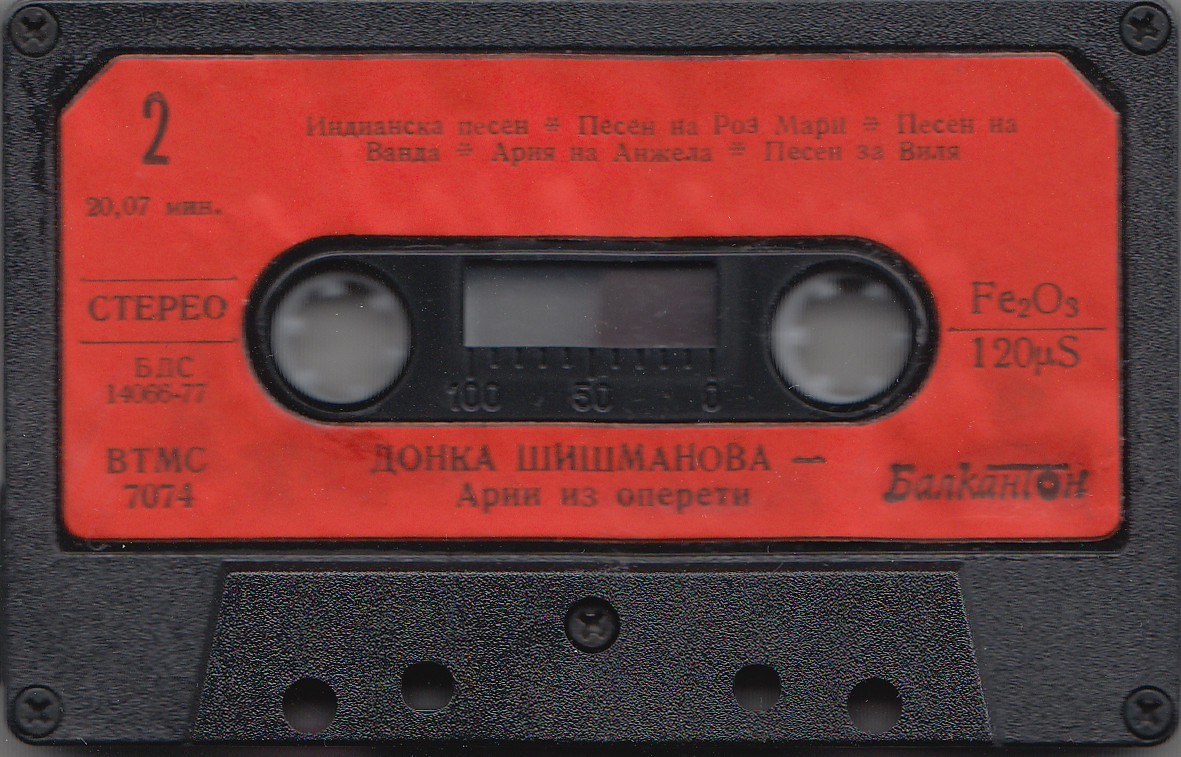 2
Индианска песен = Песен на Роз Мари = Песен на
Ванда = Ария на Анжела = Песен за Виля
20,07 мин.
СТЕРЕО
БДС
14066-77
ВТМС
7074
100 50 0
Fe₂O₃
120µS
ДОНКА ШИШМАНОВА —
Арии из оперети
Балкантон